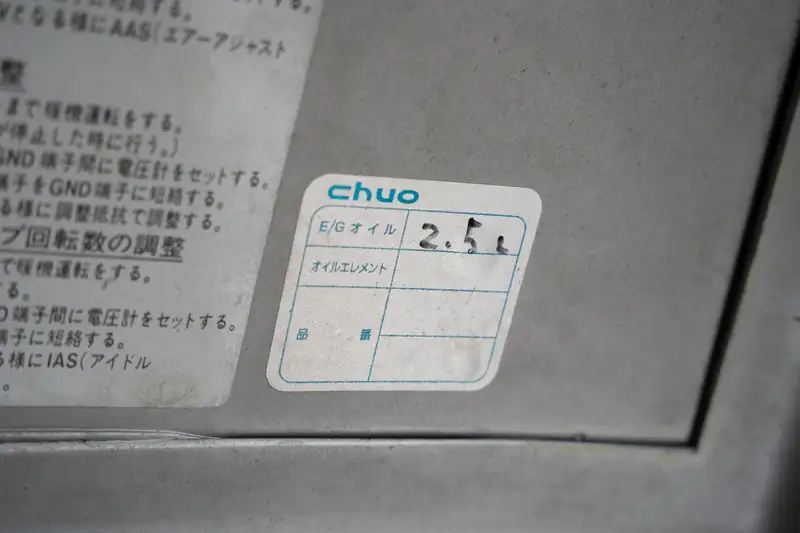 となる様にAAS(エアーアジャスト
整
まで暖機運転をする。
停止した時に行う。)
GND端子間に電圧計をセットする。
端子をGND端子に短絡する。
る様に調整抵抗で調整する。
プ回転数の調整
で暖機運転をする。
する。
D端子間に電圧計をセットする。
端子に短絡する。
る様にIAS(アイドル
。
chuo
E/Gオイル 2.5L
オイルエレメント
品番